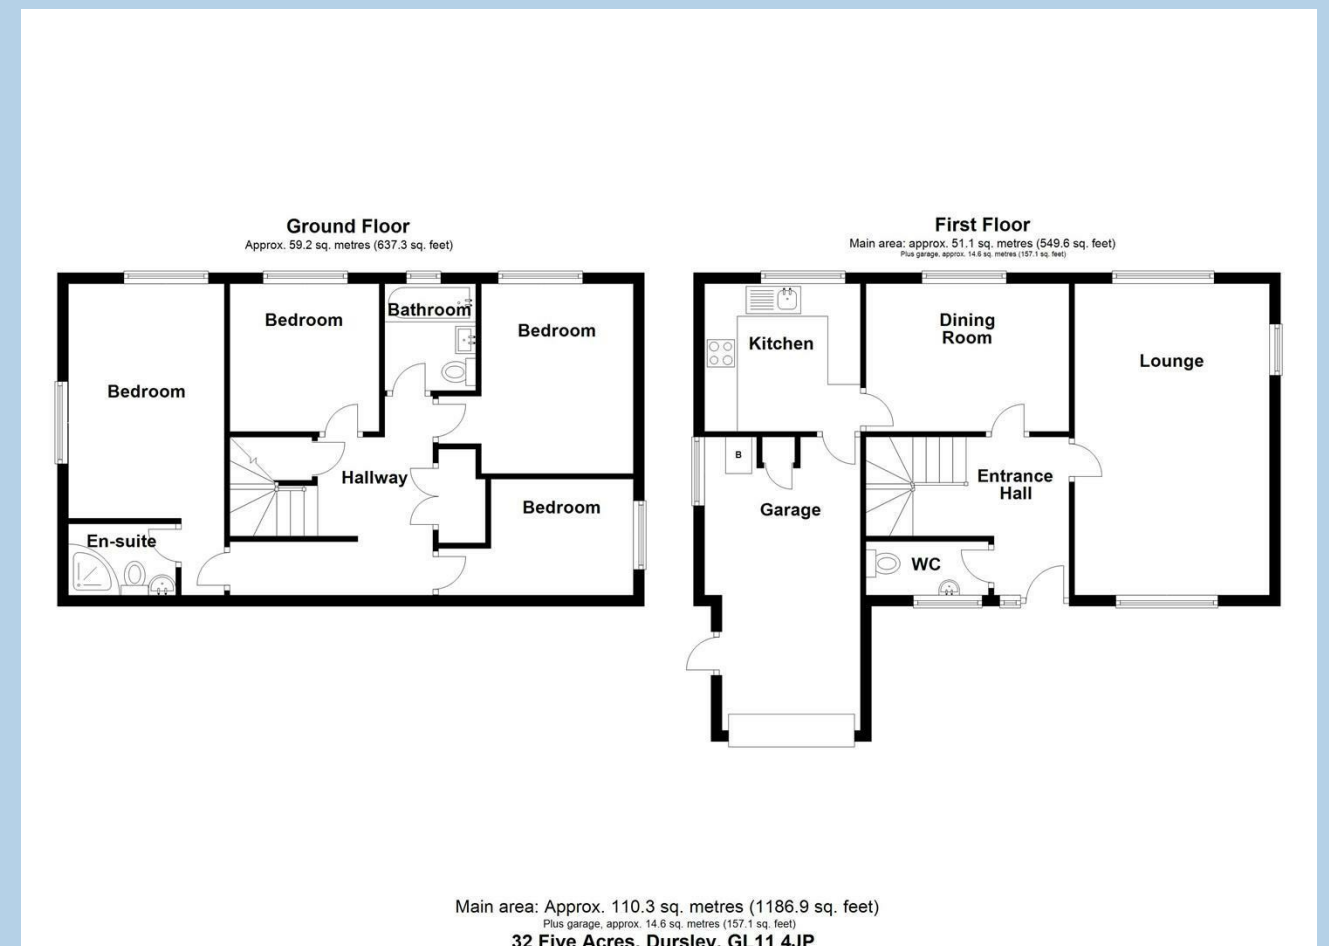 Ground Floor
Approx. 59.2 sq. metres (637.3 sq. feet)
Bedroom
Bedroom
Bathroom
Bedroom
Hallway
Bedroom
En-suite
First Floor
Main area: approx. 51.1 sq. metres (549.6 sq. feet)
Plus garage, approx. 14.6 sq. metres (157.1 sq. feet)
Kitchen
Dining
Room
Lounge
B
Garage
Entrance
Hall
WC
Main area: Approx. 110.3 sq. metres (1186.9 sq. feet)
Plus garage, approx. 14.6 sq. metres (157.1 sq. feet)
32 Five Acres, Dursley, GL11 4JP